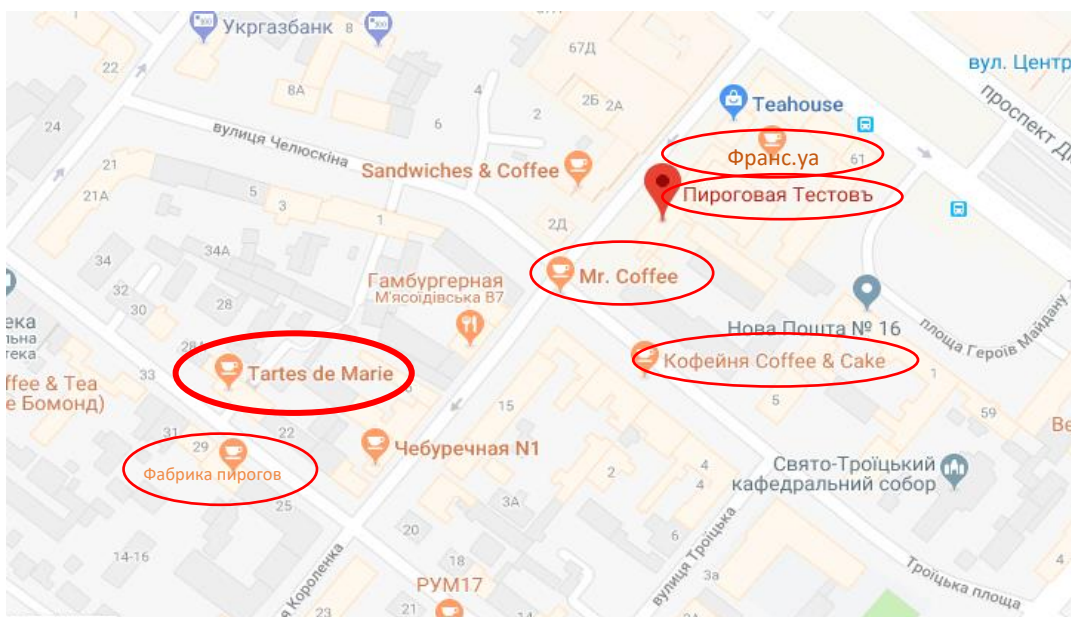 Укргазбанк
8
22
8А
4
67Д
2Б
2А
2
6
24
вулиця Челюскіна
21
21А
5
3
1
Sandwiches & Coffee
Teahouse
вул. Центр
проспект Д
Франс.уа
61
Пироговая Тестовъ
2Д
Mr. Coffee
34А
34
32
30
28
Гамбургерная
М'ясоїдівська В7
Нова Пошта № 16
площа Героїв Майдану
Кофейня Coffee & Cake
1
5
59
Ве
ека
тека
ffee & Tea
е Бомонд)
33
Tartes de Marie
31
29
22
Фабрика пирогов
25
Чебуречная N1
15
2
4
4
Свято-Троїцький
кафедральний собор
3А
20
18
6
3а
14-16
я Короленка
23
21
РУМ17
14
вулиця Троїцька
Троїцька площа
4